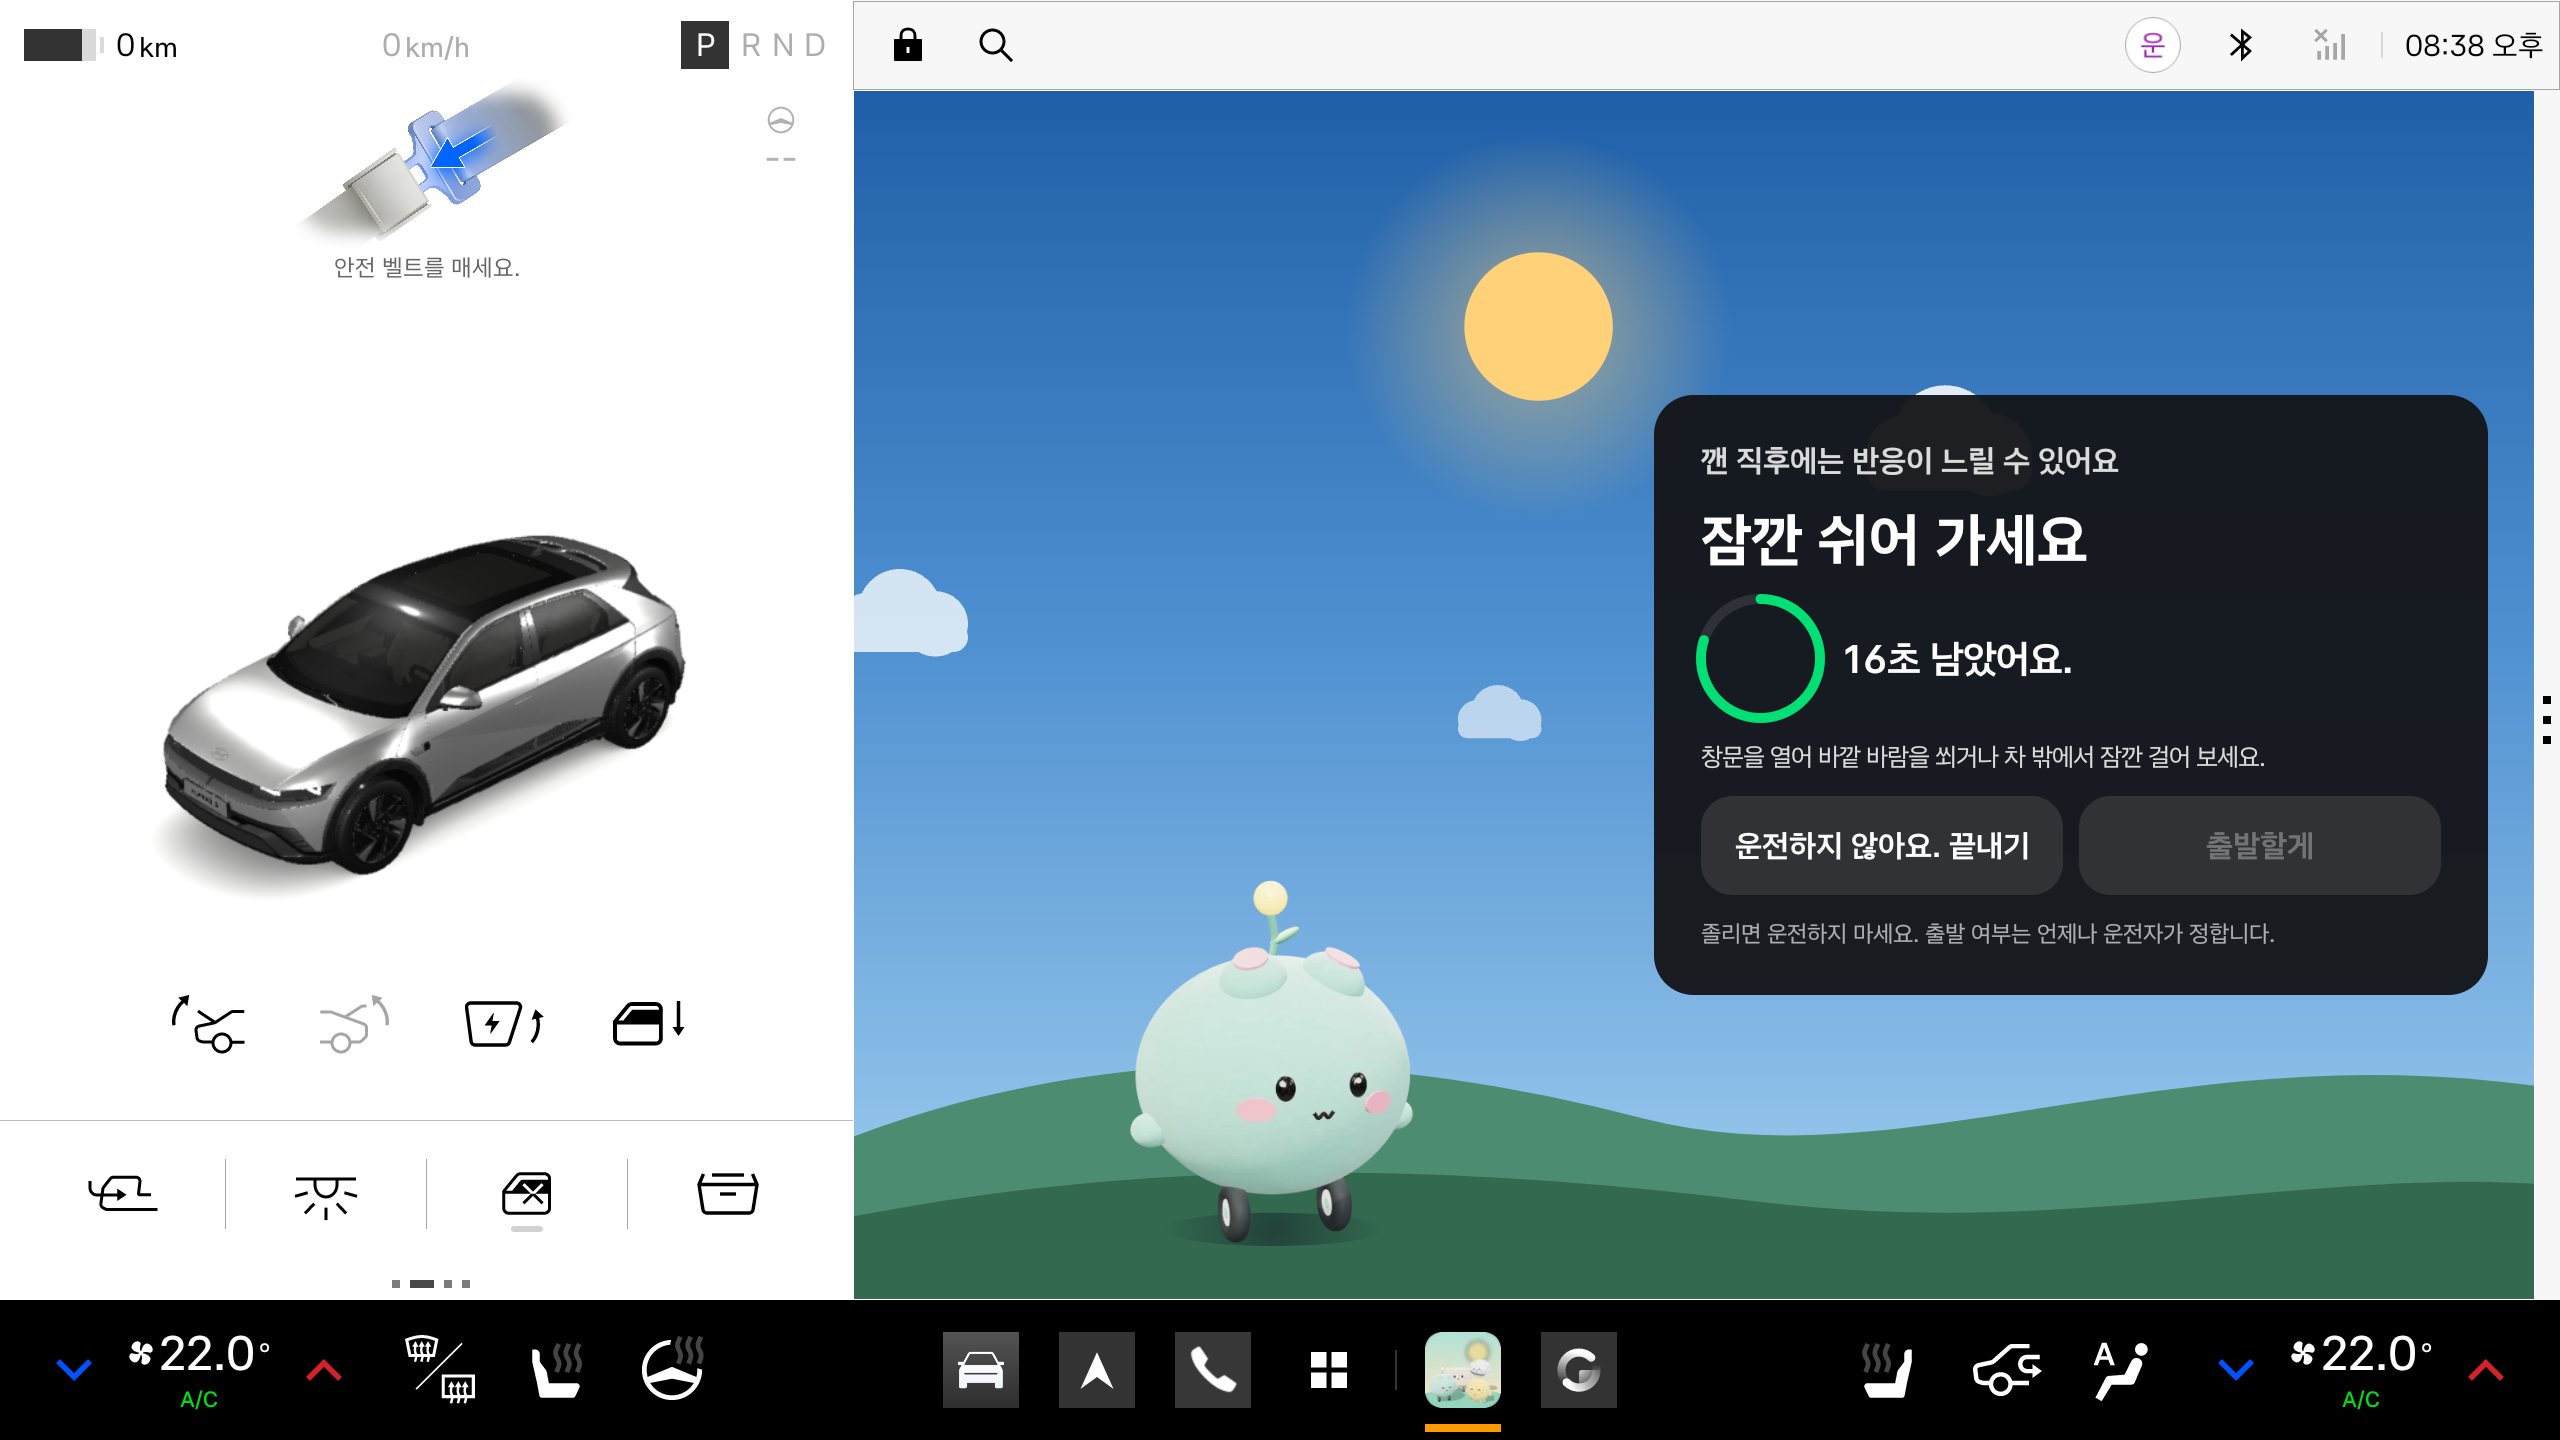 0 km
0 km/h
P R N D
운
08:38 오후
안전 벨트를 매세요.
깬 직후에는 반응이 느릴 수 있어요
잠깐 쉬어 가세요
16초 남았어요.
창문을 열어 바깥 바람을 쐬거나 차 밖에서 잠깐 걸어 보세요.
운전하지 않아요. 끝내기
출발할게
졸리면 운전하지 마세요. 출발 여부는 언제나 운전자가 정합니다.
22.0°
A/C
A
22.0°
A/C